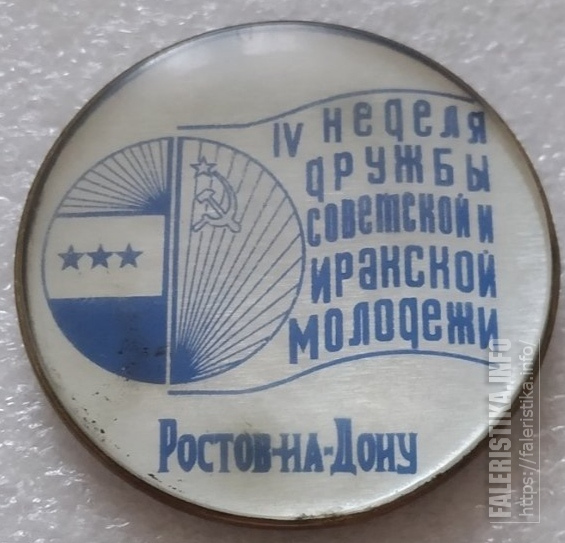 IV неделя
дружбы
советской и
иракской
молодежи
Ростов-на-Дону
FALERISTIKA.INFO
https://faleristika.info/